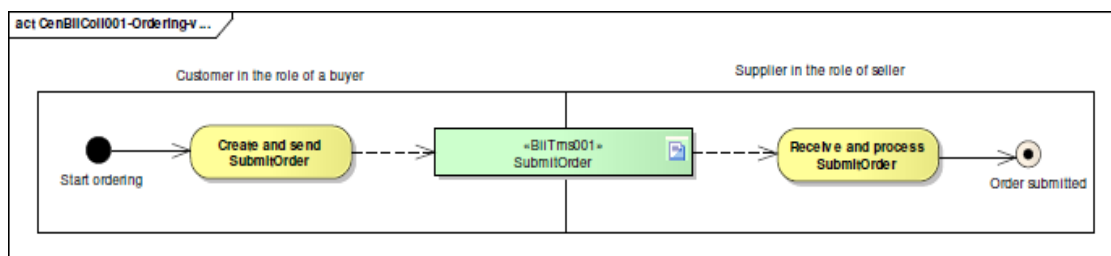 act CenBiiColl001-Ordering-v ...
Customer in the role of a buyer
Supplier in the role of seller
Start ordering
Create and send
SubmitOrder
«BiiTrns001»
SubmitOrder
Receive and process
SubmitOrder
Order submitted